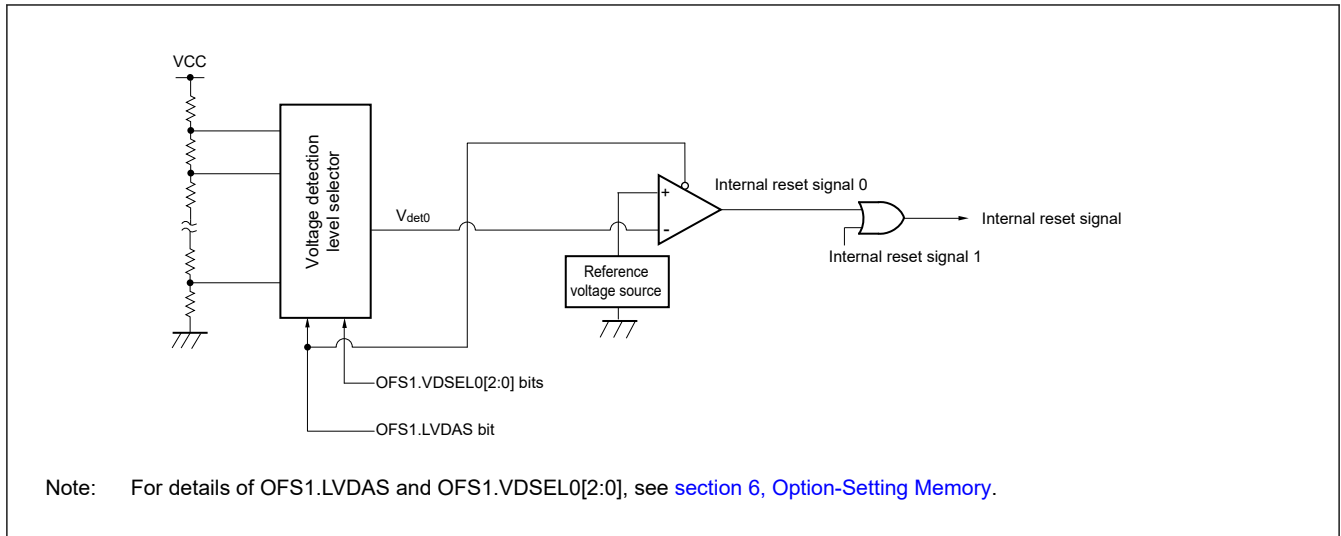 VCC
Voltage detection
level selector
Vdet0
+
-
Internal reset signal 0
Internal reset signal
Internal reset signal 1
Reference
voltage source
OFS1.VDSEL0[2:0] bits
OFS1.LVDAS bit
Note: For details of OFS1.LVDAS and OFS1.VDSEL0[2:0], see section 6, Option-Setting Memory.